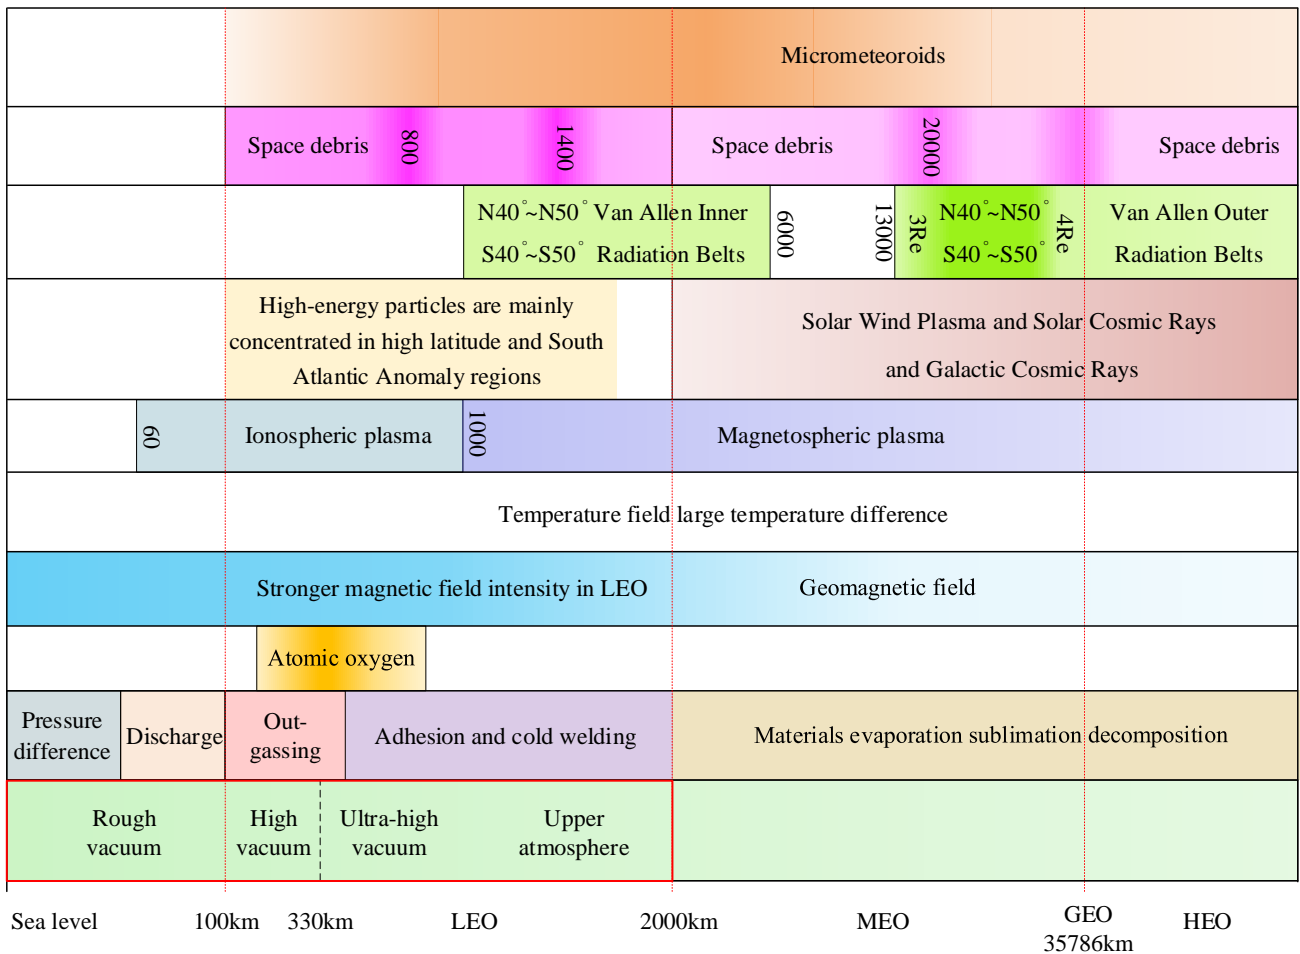 Micrometeoroids
Space debris
800
1400
Space debris
20000
Space debris
N40°~N50° Van Allen Inner
S40°~S50° Radiation Belts
6000
13000
3Re
N40°~N50°
S40°~S50°
4Re
Van Allen Outer
Radiation Belts
High-energy particles are mainly
concentrated in high latitude and South
Atlantic Anomaly regions
Solar Wind Plasma and Solar Cosmic Rays
and Galactic Cosmic Rays
60
Ionospheric plasma
1000
Magnetospheric plasma
Temperature field large temperature difference
Stronger magnetic field intensity in LEO
Geomagnetic field
Atomic oxygen
Pressure
difference
Discharge
Out-
gassing
Adhesion and cold welding
Materials evaporation sublimation decomposition
Rough
vacuum
High
vacuum
Ultra-high
vacuum
Upper
atmosphere
Sea level
100km
330km
LEO
2000km
MEO
GEO
35786km
HEO